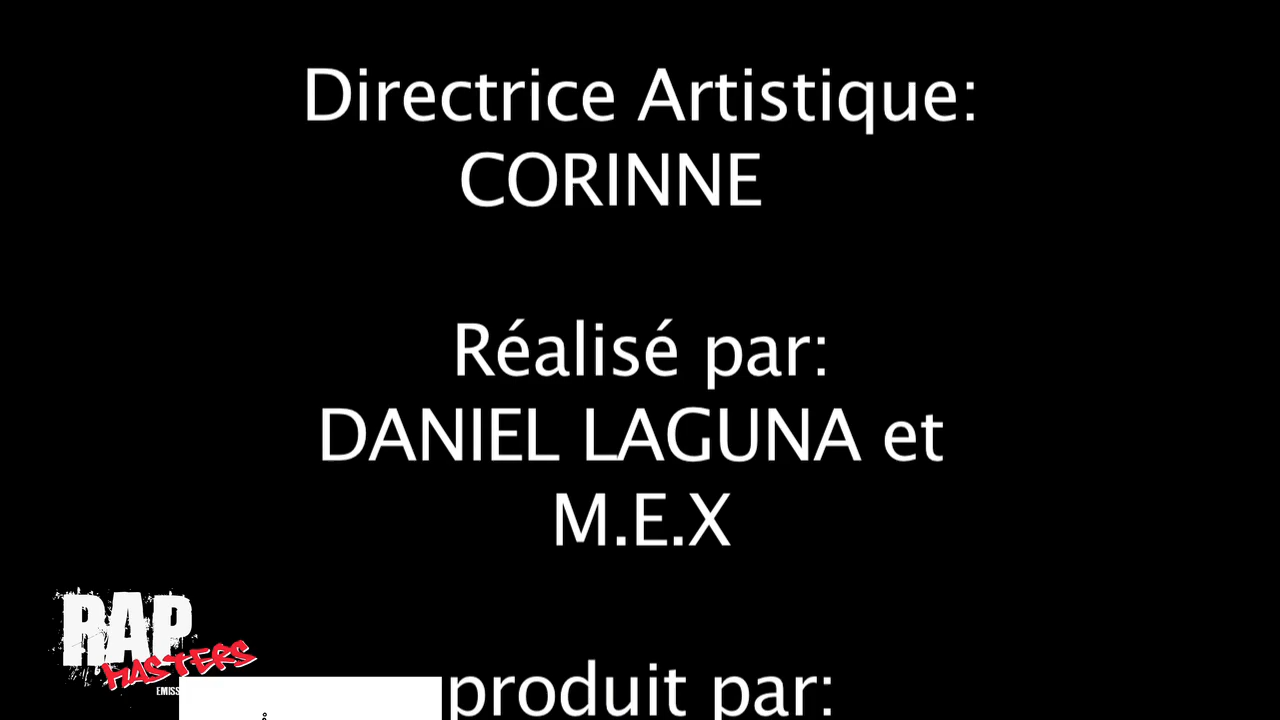 Directrice Artistique:
CORINNE
Réalisé par:
DANIEL LAGUNA et
M.E.X
RAP
MASTERS
produit par: